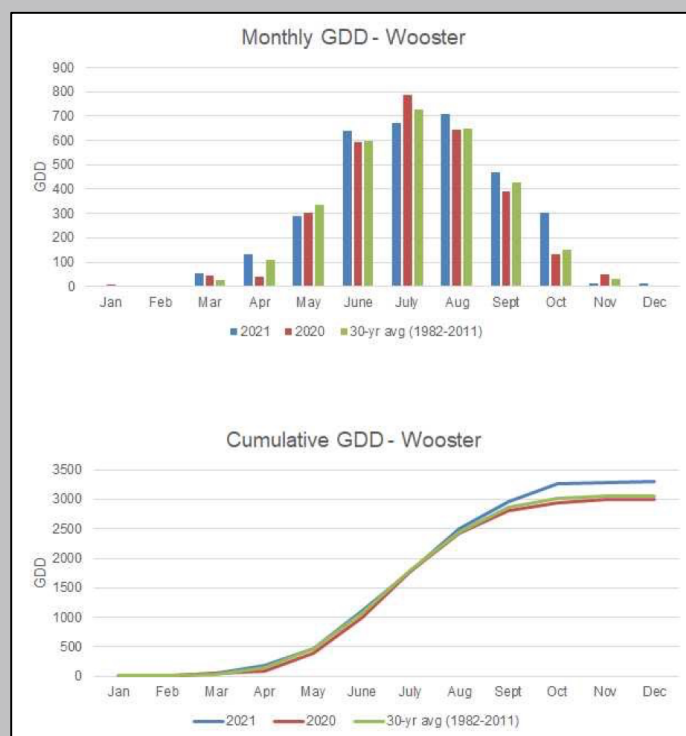 Monthly GDD - Wooster
900
800
700
600
500
400
300
200
100
0
GDD
Jan Feb Mar Apr May June July Aug Sept Oct Nov Dec
2021 2020 30-yr avg (1982-2011)
Cumulative GDD - Wooster
3500
3000
2500
2000
1500
1000
500
0
GDD
Jan Feb Mar Apr May June July Aug Sept Oct Nov Dec
2021 2020 30-yr avg (1982-2011)